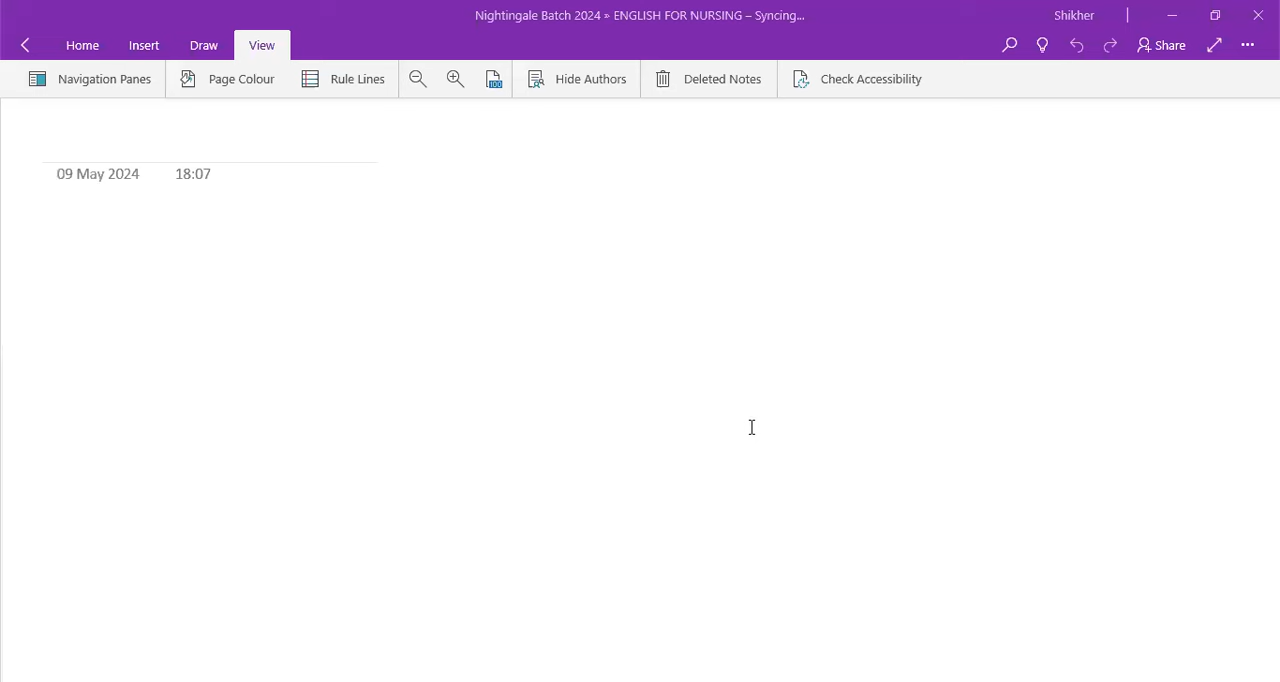 Nightingale Batch 2024 » ENGLISH FOR NURSING – Syncing...
Shikher
Home Insert Draw View
Share
Navigation Panes Page Colour Rule Lines 100 Hide Authors Deleted Notes Check Accessibility
09 May 2024 18:07